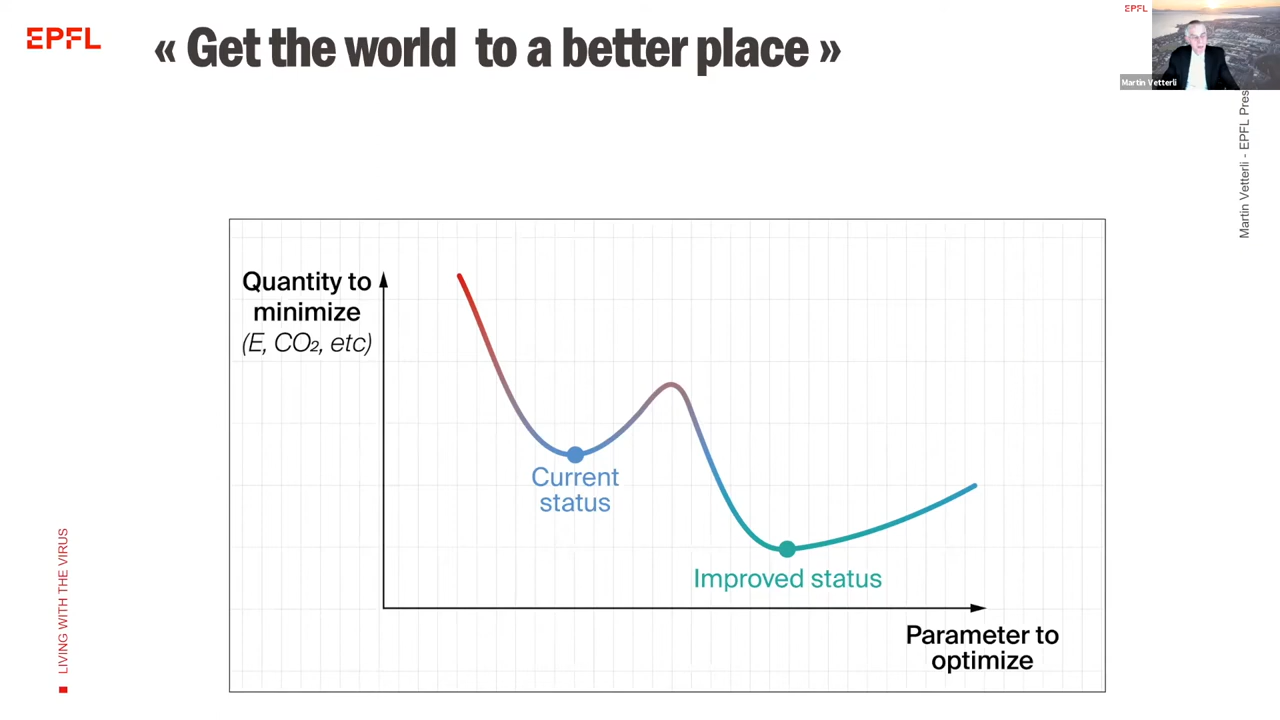 EPFL
« Get the world to a better place »
EPFL
Martin Vetterli
Martin Vetterli - EPFL Pres
Quantity to
minimize
(E, CO₂, etc)
Current
status
Improved status
Parameter to
optimize
LIVING WITH THE VIRUS